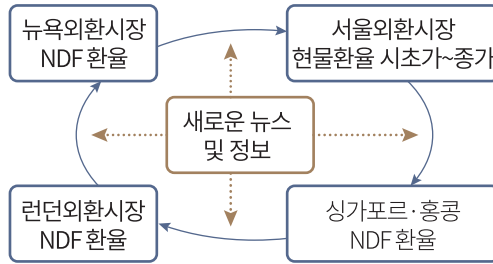 뉴욕외환시장
NDF 환율
서울외환시장
현물환율 시초가~종가
새로운 뉴스
및 정보
런던외환시장
NDF 환율
싱가포르·홍콩
NDF 환율